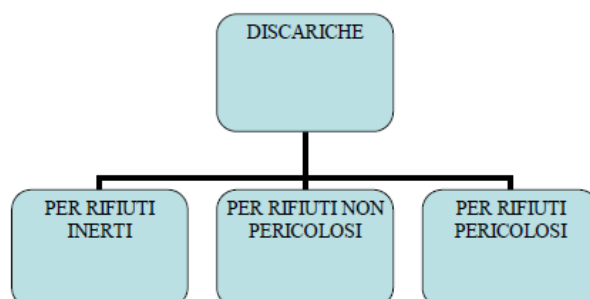 DISCARICHE
PER RIFIUTI
INERTI
PER RIFIUTI NON
PERICOLOSI
PER RIFIUTI
PERICOLOSI